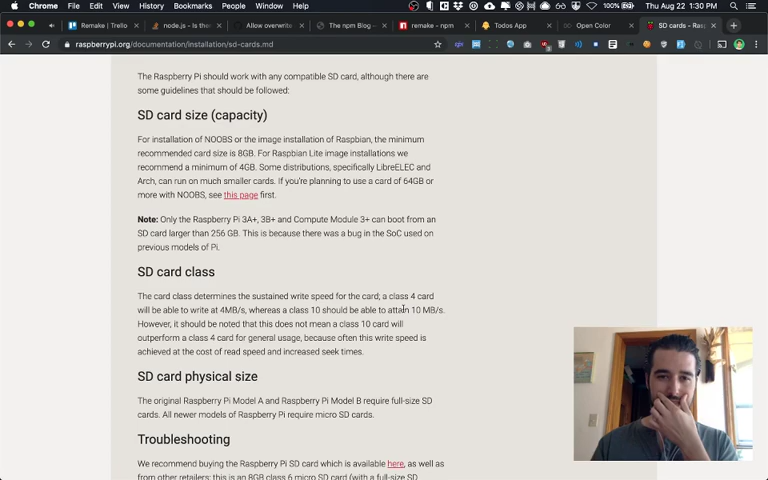 Chrome File Edit View History Bookmarks People Window Help 100% Thu Aug 22 1:30 PM
Remake | Trello node.js - Is ther Allow overwrite The npm Blog – remake - npm Todos App Open Color SD cards - Rasp
raspberrypi.org/documentation/installation/sd-cards.md
The Raspberry Pi should work with any compatible SD card, although there are
some guidelines that should be followed:
SD card size (capacity)
For installation of NOOBS or the image installation of Raspbian, the minimum
recommended card size is 8GB. For Raspbian Lite image installations we
recommend a minimum of 4GB. Some distributions, specifically LibreELEC and
Arch, can run on much smaller cards. If you're planning to use a card of 64GB or
more with NOOBS, see this page first.
Note: Only the Raspberry Pi 3A+, 3B+ and Compute Module 3+ can boot from an
SD card larger than 256 GB. This is because there was a bug in the SoC used on
previous models of Pi.
SD card class
The card class determines the sustained write speed for the card; a class 4 card
will be able to write at 4MB/s, whereas a class 10 should be able to attain 10 MB/s.
However, it should be noted that this does not mean a class 10 card will
outperform a class 4 card for general usage, because often this write speed is
achieved at the cost of read speed and increased seek times.
SD card physical size
The original Raspberry Pi Model A and Raspberry Pi Model B require full-size SD
cards. All newer models of Raspberry Pi require micro SD cards.
Troubleshooting
We recommend buying the Raspberry Pi SD card which is available here, as well as
from other retailers; this is an 8GB class 6 micro SD card (with a full-size SD